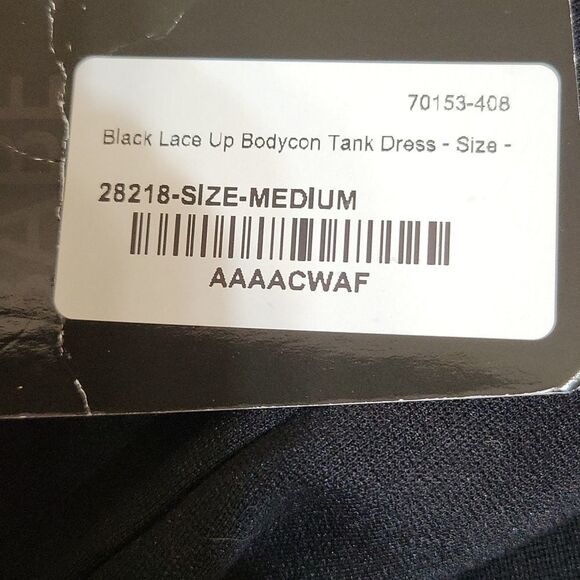 70153-408
Black Lace Up Bodycon Tank Dress - Size -
28218-SIZE-MEDIUM
AAAACWAF